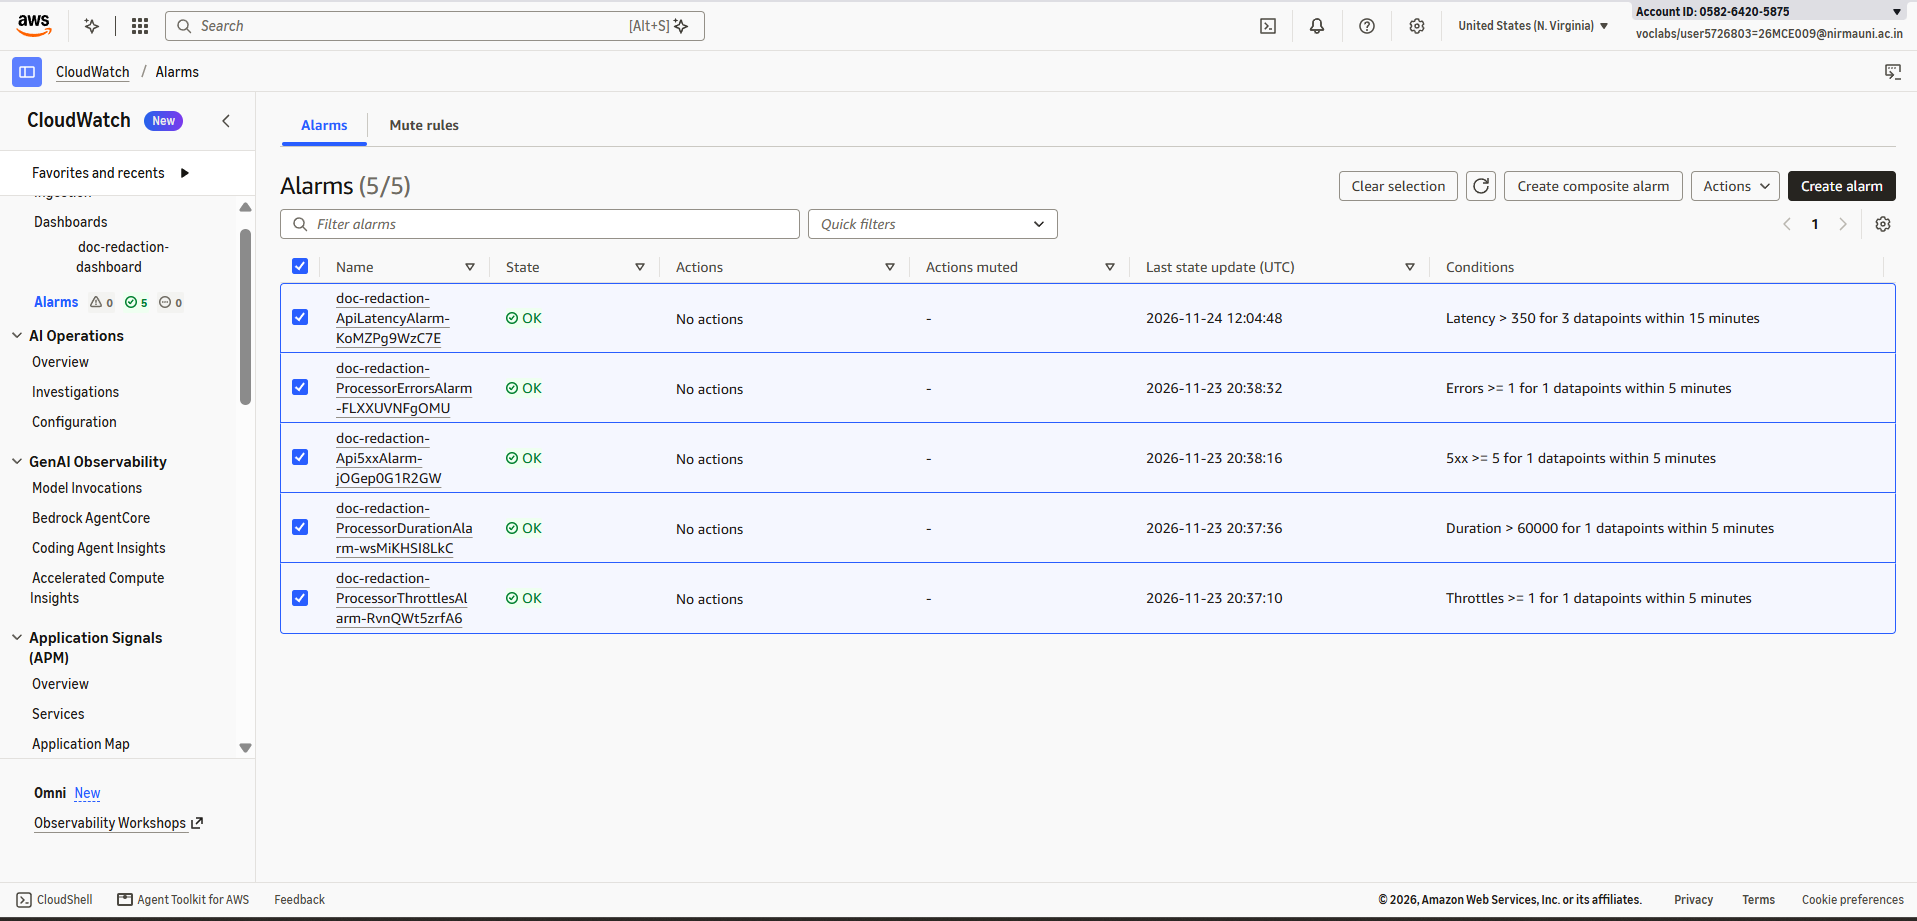 aws
Search
[Alt+S]
United States (N. Virginia)
Account ID: 0582-6420-5875
voclabs/user5726803=26MCE009@nirmauni.ac.in
CloudWatch / Alarms
CloudWatch New
Favorites and recents
Dashboards
doc-redaction-
dashboard
Alarms 0 5 0
AI Operations
Overview
Investigations
Configuration
GenAI Observability
Model Invocations
Bedrock AgentCore
Coding Agent Insights
Accelerated Compute
Insights
Application Signals
(APM)
Overview
Services
Application Map
Omni New
Observability Workshops
Alarms Mute rules
Alarms (5/5)
Clear selection Create composite alarm Actions Create alarm
Filter alarms Quick filters 1
Name State Actions Actions muted Last state update (UTC) Conditions
doc-redaction-
ApiLatencyAlarm-
KoMZPg9WzC7E
OK No actions - 2026-11-24 12:04:48 Latency > 350 for 3 datapoints within 15 minutes
doc-redaction-
ProcessorErrorsAlarm
-FLXXUVNFgOMU
OK No actions - 2026-11-23 20:38:32 Errors >= 1 for 1 datapoints within 5 minutes
doc-redaction-
Api5xxAlarm-
jOGep0G1R2GW
OK No actions - 2026-11-23 20:38:16 5xx >= 5 for 1 datapoints within 5 minutes
doc-redaction-
ProcessorDurationAla
rm-wsMiKHSI8LkC
OK No actions - 2026-11-23 20:37:36 Duration > 60000 for 1 datapoints within 5 minutes
doc-redaction-
ProcessorThrottlesAl
arm-RvnQWt5zrfA6
OK No actions - 2026-11-23 20:37:10 Throttles >= 1 for 1 datapoints within 5 minutes
CloudShell Agent Toolkit for AWS Feedback
© 2026, Amazon Web Services, Inc. or its affiliates. Privacy Terms Cookie preferences